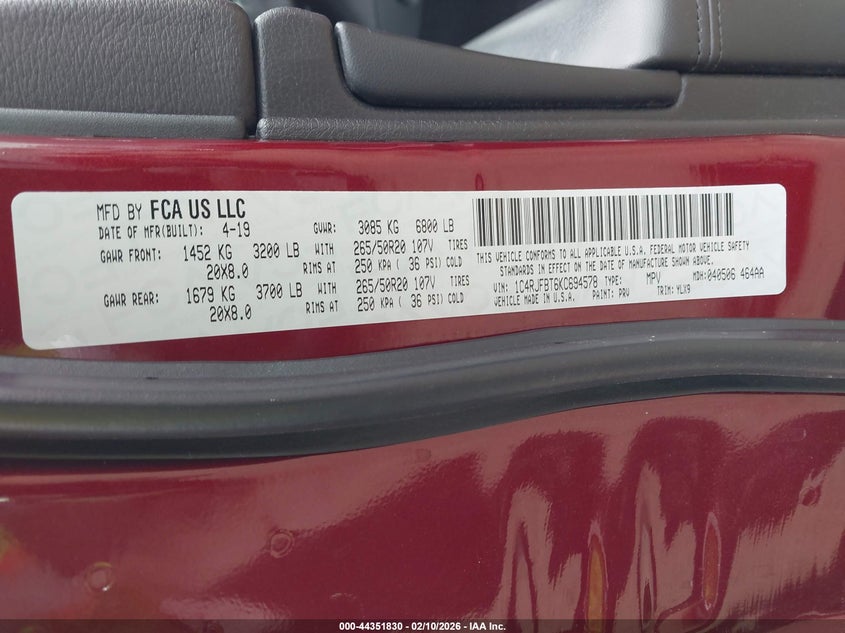 MFD BY FCA US LLC
DATE OF MFR(BUILT): 4-19 GVWR: 3085 KG 6800 LB
GAWR FRONT: 1452 KG 3200 LB WITH 265/50R20 107V TIRES
20X8.0 RIMS AT 250 KPA ( 36 PSI) COLD
GAWR REAR: 1679 KG 3700 LB WITH 265/50R20 107V TIRES
20X8.0 RIMS AT 250 KPA ( 36 PSI) COLD
THIS VEHICLE CONFORMS TO ALL APPLICABLE U.S.A. FEDERAL MOTOR VEHICLE SAFETY
STANDARDS IN EFFECT ON THE DATE OF MANUFACTURE SHOWN ABOVE.
VIN: 1C4RJFBT6KC694578 TYPE: MPV MDH:040506 464AA
VEHICLE MADE IN U.S.A. PAINT: PRV TRIM: YLX9
000-44351830 - 02/10/2026 - IAA Inc.